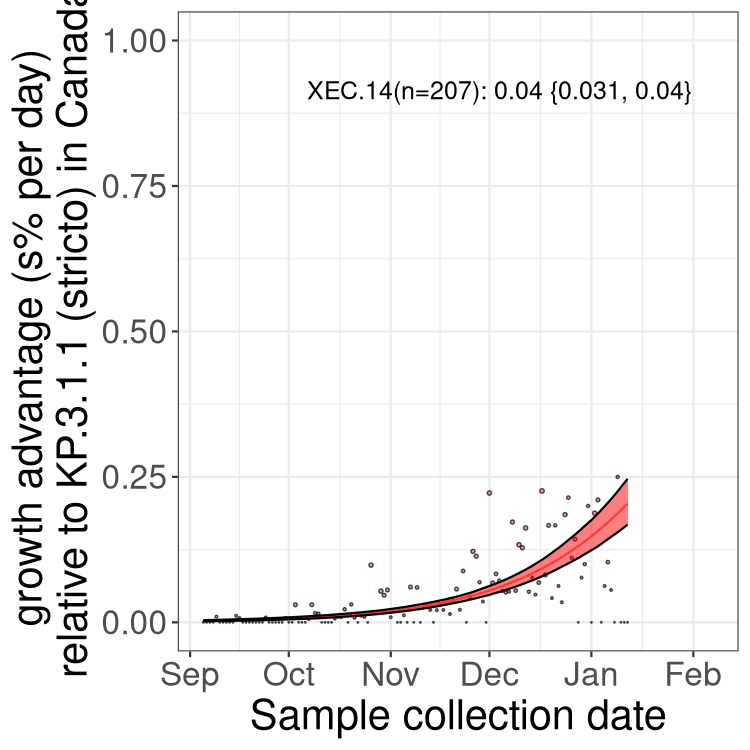 growth advantage (s% per day)
relative to KP.3.1.1 (stricto) in Canada
1.00
0.75
0.50
0.25
0.00
XEC.14(n=207): 0.04 {0.031, 0.04}
Sep Oct Nov Dec Jan Feb
Sample collection date